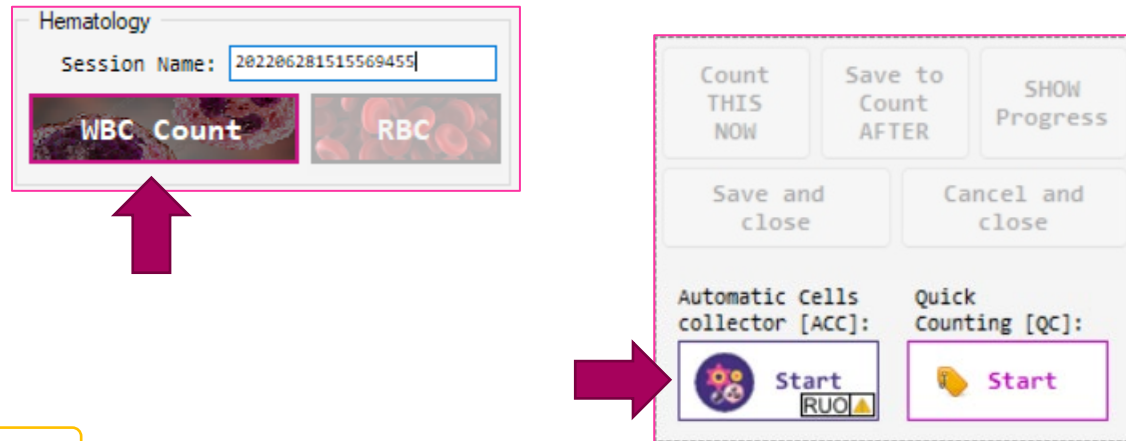 Hematology
Session Name: 202206281515569455
WBC Count
RBC
Count THIS NOW
Save to Count AFTER
SHOW Progress
Save and close
Cancel and close
Automatic Cells collector [ACC]:
Quick Counting [QC]:
Start
RUO
Start